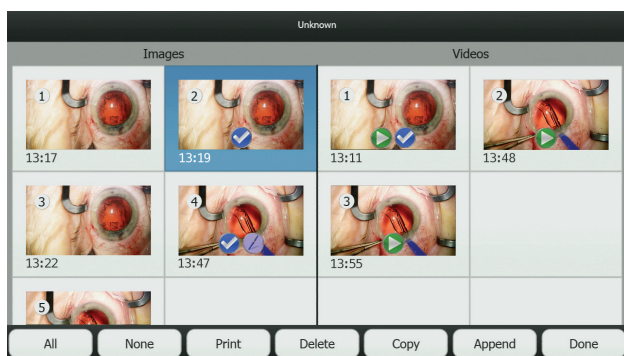 Unknown
Images Videos
1 2 1 2
13:17 13:19 13:11 13:48
3 4 3
13:22 13:47 13:55
5
All None Print Delete Copy Append Done